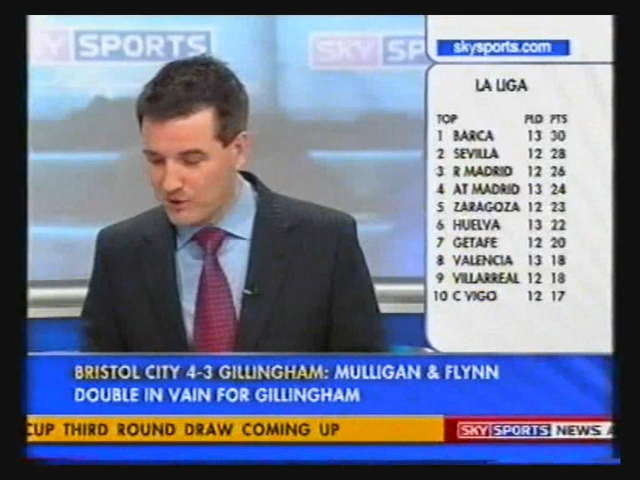 SKY SPORTS
SKY SP
skysports.com
LA LIGA
TOP PLD PTS
1 BARCA 13 30
2 SEVILLA 12 28
3 R MADRID 12 26
4 AT MADRID 13 24
5 ZARAGOZA 12 23
6 HUELVA 13 22
7 GETAFE 12 20
8 VALENCIA 13 18
9 VILLARREAL 12 18
10 C VIGO 12 17
BRISTOL CITY 4-3 GILLINGHAM: MULLIGAN & FLYNN
DOUBLE IN VAIN FOR GILLINGHAM
CUP THIRD ROUND DRAW COMING UP
SKY SPORTS NEWS A